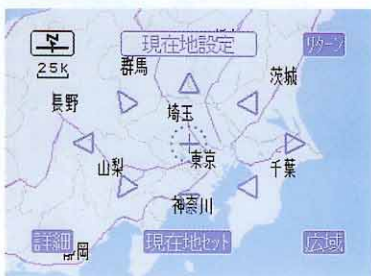 現在地設定
リターン
25K
群馬
茨城
長野
埼玉
山梨
東京
千葉
神奈川
詳細
岡
現在地セット
広域